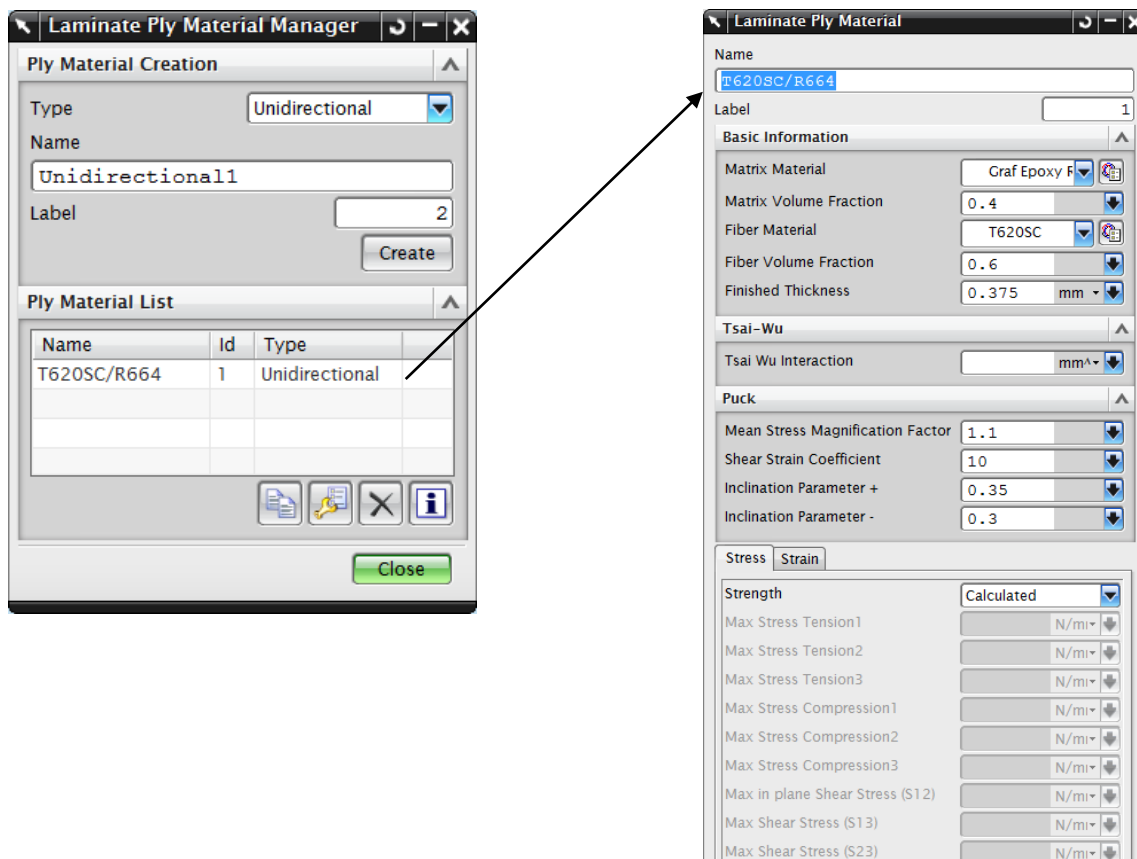 Laminate Ply Material Manager
Ply Material Creation
Type Unidirectional
Name
Unidirectional1
Label 2
Create
Ply Material List
Name Id Type
T620SC/R664 1 Unidirectional
Close
Laminate Ply Material
Name
T620SC/R664
Label 1
Basic Information
Matrix Material Graf Epoxy R
Matrix Volume Fraction 0.4
Fiber Material T620SC
Fiber Volume Fraction 0.6
Finished Thickness 0.375 mm
Tsai-Wu
Tsai Wu Interaction mm^
Puck
Mean Stress Magnification Factor 1.1
Shear Strain Coefficient 10
Inclination Parameter + 0.35
Inclination Parameter - 0.3
Stress Strain
Strength Calculated
Max Stress Tension1 N/m
Max Stress Tension2 N/m
Max Stress Tension3 N/m
Max Stress Compression1 N/m
Max Stress Compression2 N/m
Max Stress Compression3 N/m
Max in plane Shear Stress (S12) N/m
Max Shear Stress (S13) N/m
Max Shear Stress (S23) N/m